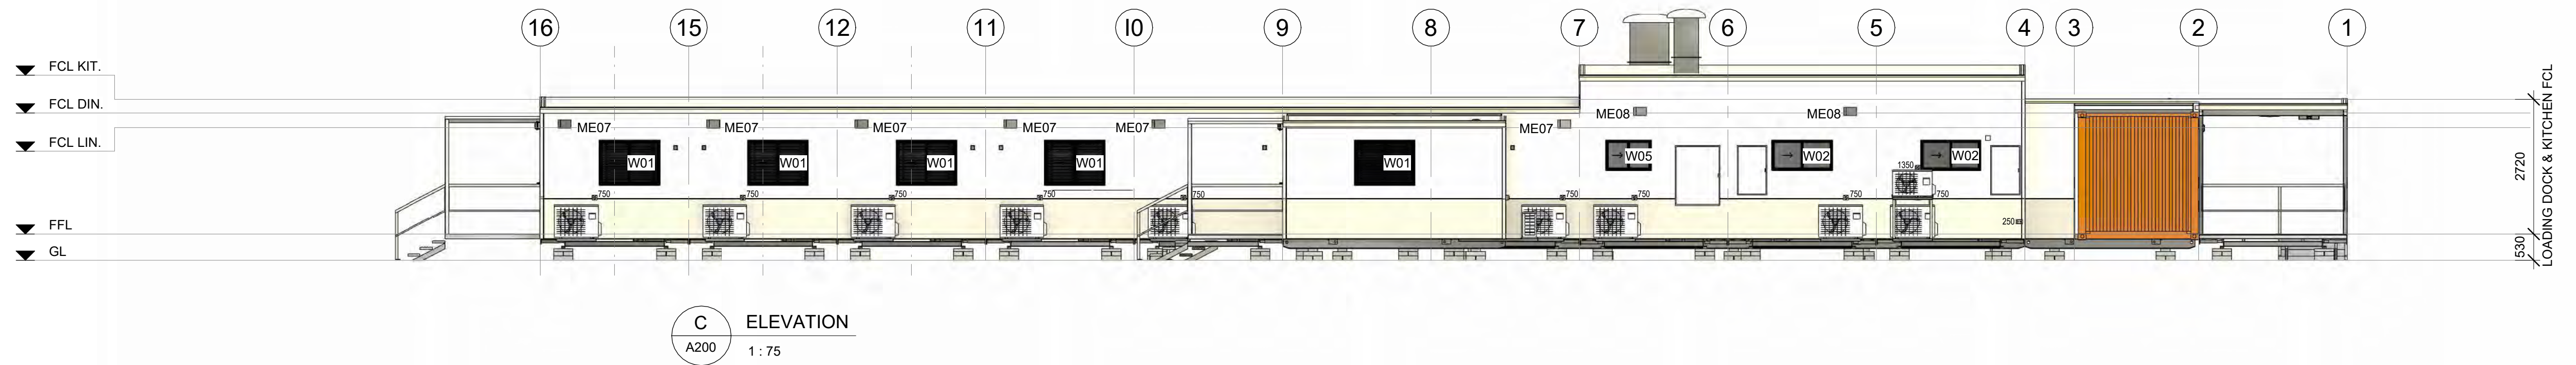 16 15 12 11 I0 9 8 7 6 5 4 3 2 1
FCL KIT.
FCL DIN.
FCL LIN.
FFL
GL
ME07 ME07 ME07 ME07 ME07 ME07 ME08 ME08
W01 W01 W01 W01 W01 W05 W02 W02
1350
750 750 750 750 750 750 750 750 750
250
2720
530
LOADING DOCK & KITCHEN FCL
C ELEVATION
A200 1 : 75